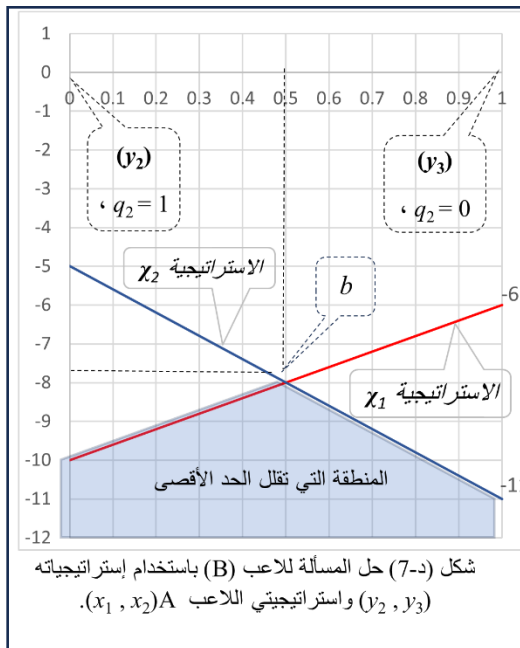 1
0
0 0.1 0.2 0.3 0.4 0.5 0.6 0.7 0.8 0.9 1
-1
-2
-3
-4
-5
-6
-7
-8
-9
-10
-11
-12
(y2)
، q2 = 1
(y3)
، q2 = 0
الاستراتيجية χ2
b
-6
الاستراتيجية χ1
-1
المنطقة التي تقلل الحد الأقصى
شكل (د-7) حل المسألة للاعب (B) باستخدام إستراتيجياته
(y2 , y3) واستراتيجيتي اللاعب A(x1 , x2).